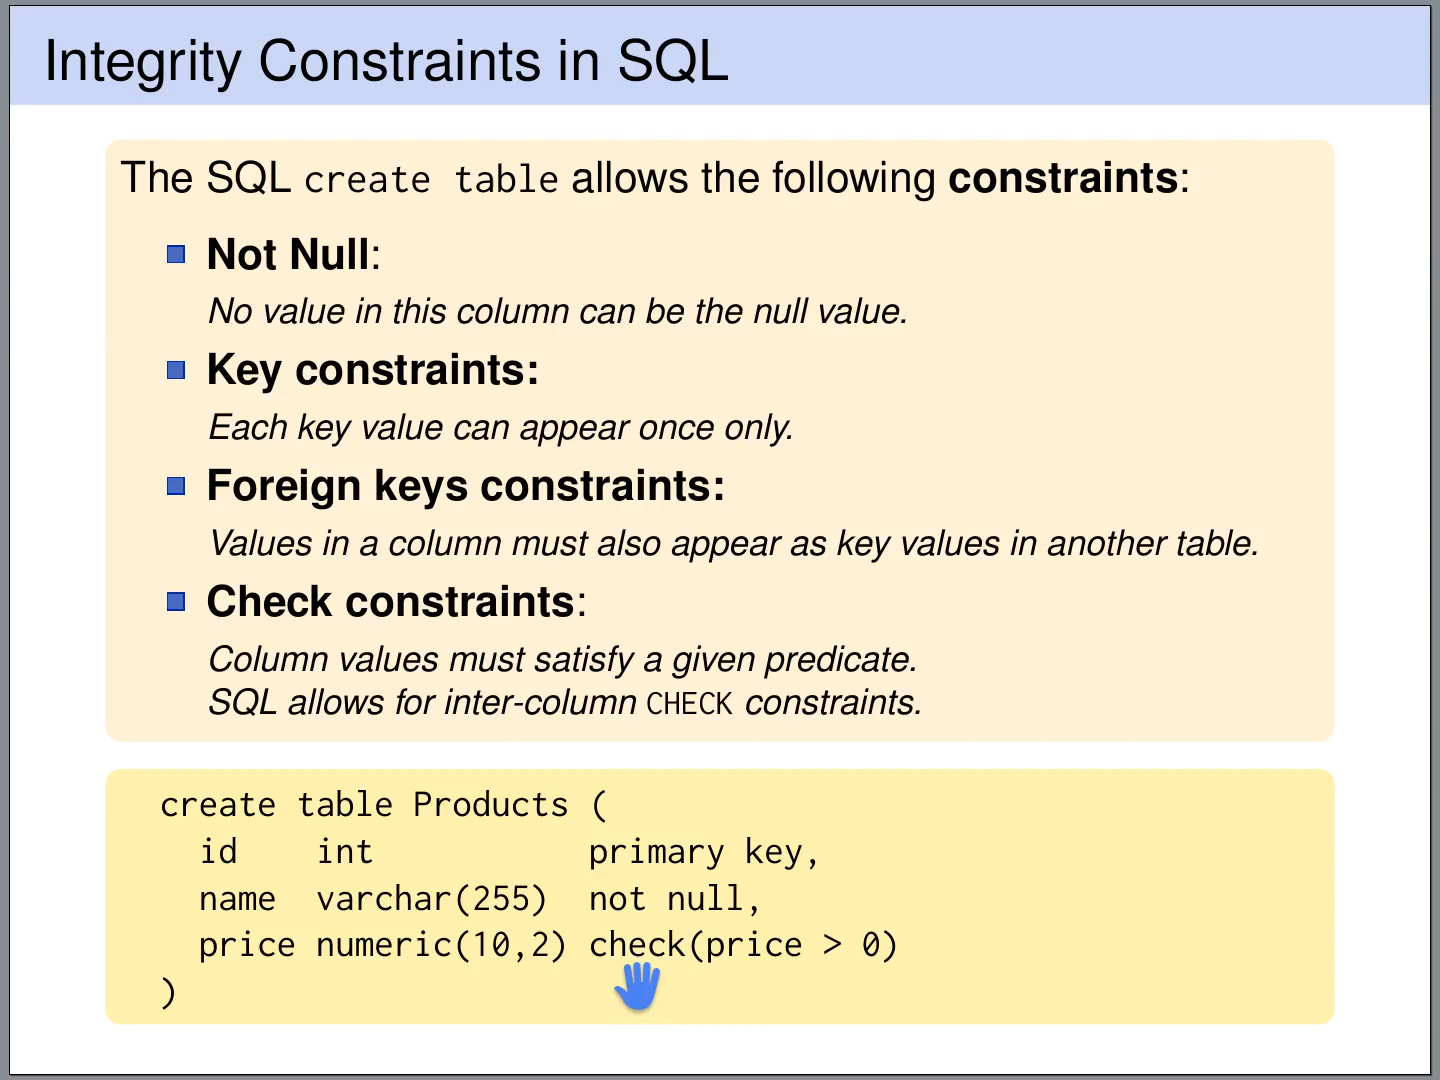 Integrity Constraints in SQL
The SQL create table allows the following constraints:
Not Null:
No value in this column can be the null value.
Key constraints:
Each key value can appear once only.
Foreign keys constraints:
Values in a column must also appear as key values in another table.
Check constraints:
Column values must satisfy a given predicate.
SQL allows for inter-column CHECK constraints.
create table Products (
id int primary key,
name varchar(255) not null,
price numeric(10,2) check(price > 0)
)